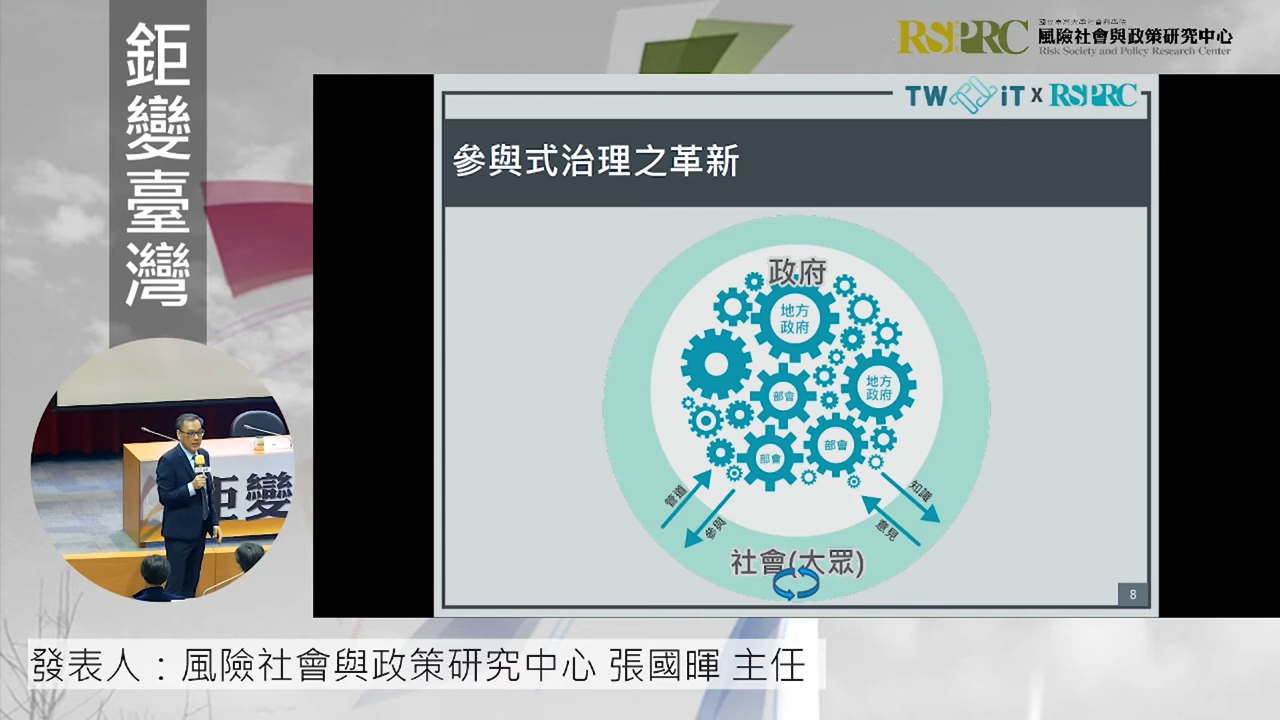 鉅變臺灣
RSPRC
國立臺灣大學社會科學院
風險社會與政策研究中心
Risk Society and Policy Research Center
TW iT X RSPRC
參與式治理之革新
政府
地方
政府
地方
政府
部會
部會
部會
管道
參與
知識
意見
社會(大眾)
8
鉅變
發表人：風險社會與政策研究中心 張國暉 主任